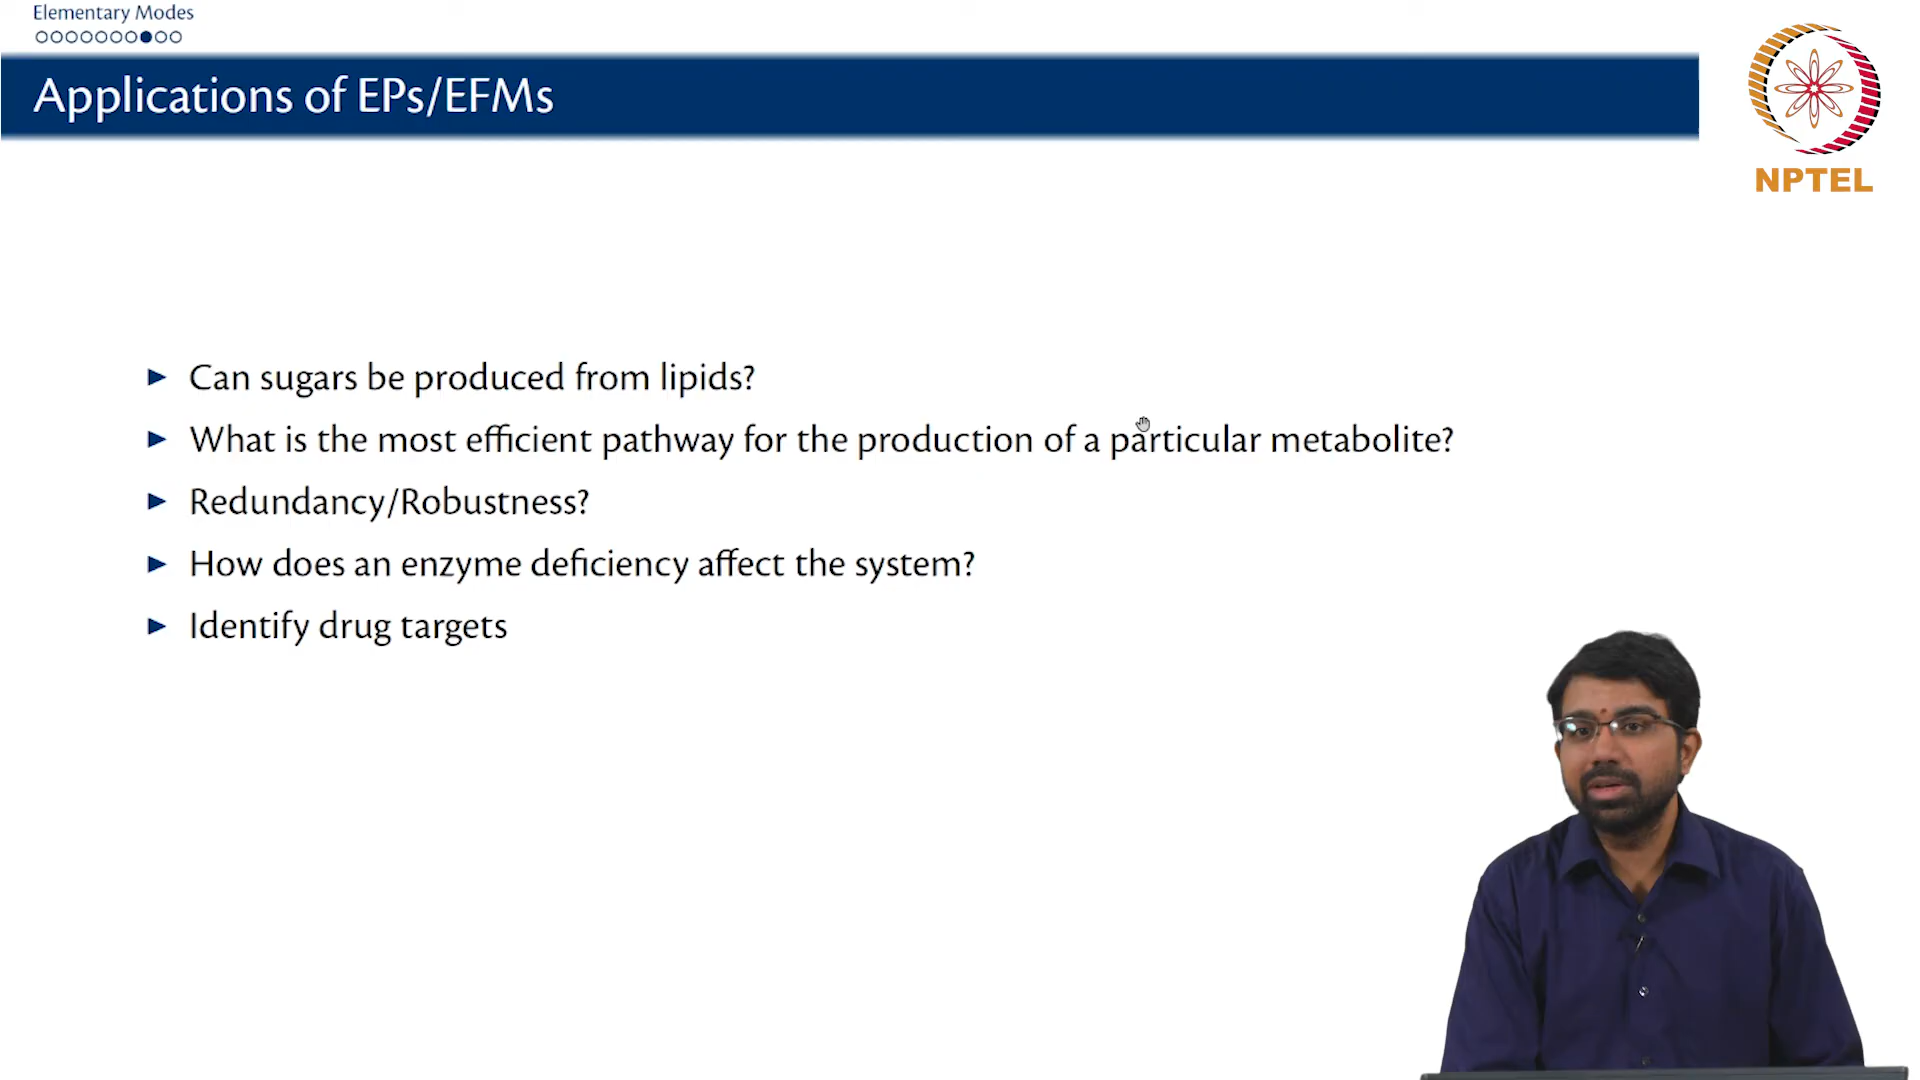 Elementary Modes
Applications of EPs/EFMs
NPTEL
Can sugars be produced from lipids?
What is the most efficient pathway for the production of a particular metabolite?
Redundancy/Robustness?
How does an enzyme deficiency affect the system?
Identify drug targets